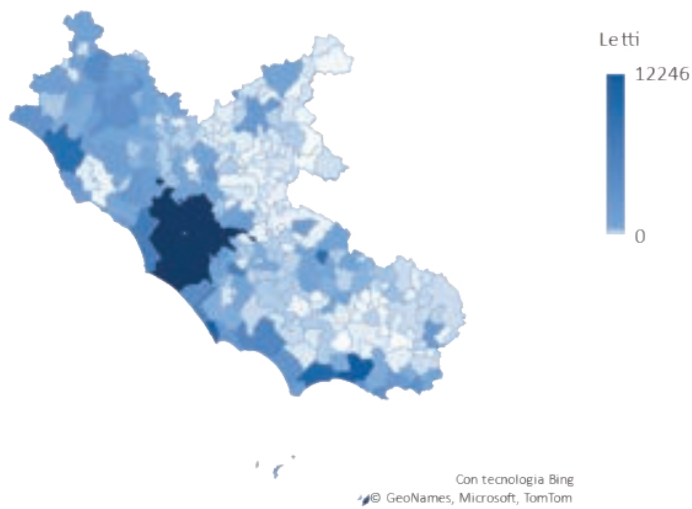 Letti
12246
0
Con tecnologia Bing
© GeoNames, Microsoft, TomTom